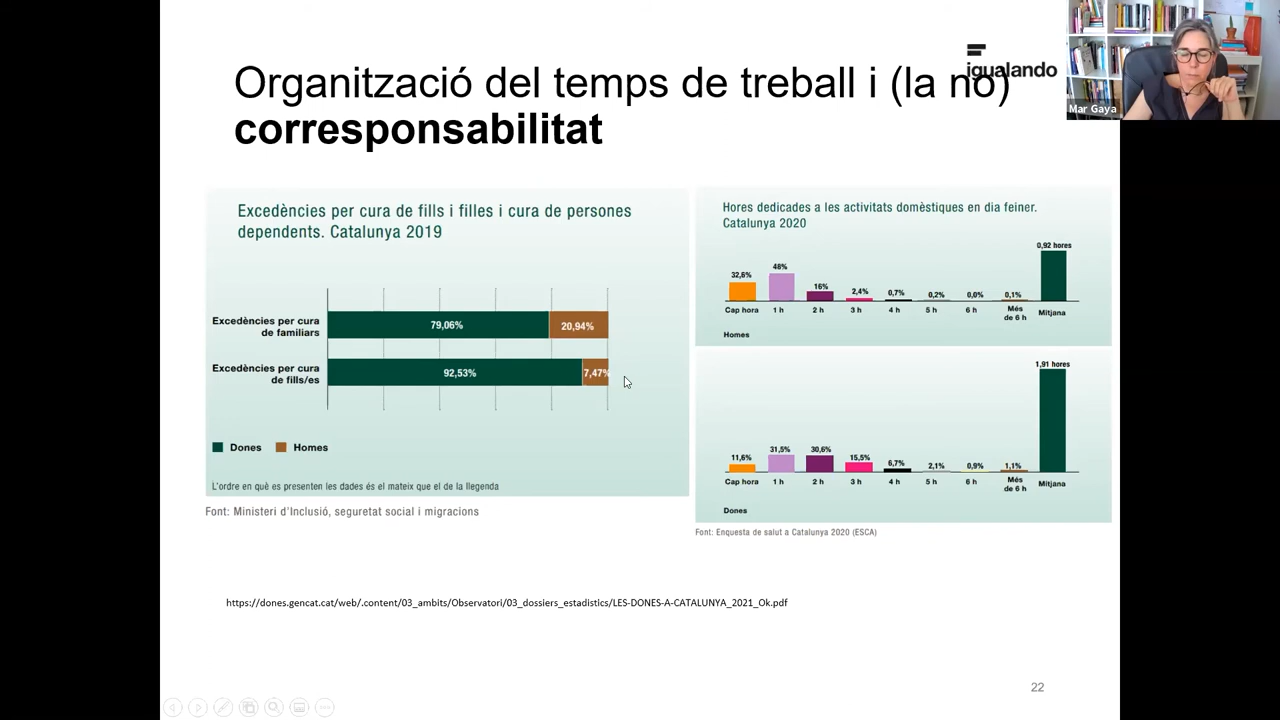 Organització del temps de treball i (la no)
corresponsabilitat
igualando
Mar Gaya
Excedències per cura de fills i filles i cura de persones
dependents. Catalunya 2019
Excedències per cura
de familiars
79,06%
20,94%
Excedències per cura
de fills/es
92,53%
7,47%
Dones
Homes
L'ordre en què es presenten les dades és el mateix que el de la llegenda
Font: Ministeri d'Inclusió, seguretat social i migracions
Hores dedicades a les activitats domèstiques en dia feiner.
Catalunya 2020
32,6%
48%
16%
2,4%
0,7%
0,2%
0,0%
0,1%
0,92 hores
Cap hora
1 h
2 h
3 h
4 h
5 h
6 h
Més
de 6 h
Mitjana
Homes
11,6%
31,5%
30,6%
15,5%
6,7%
2,1%
0,9%
1,1%
1,91 hores
Cap hora
1 h
2 h
3 h
4 h
5 h
6 h
Més
de 6 h
Mitjana
Dones
Font: Enquesta de salut a Catalunya 2020 (ESCA)
https://dones.gencat.cat/web/.content/03_ambits/Observatori/03_dossiers_estadistics/LES-DONES-A-CATALUNYA_2021_Ok.pdf
22